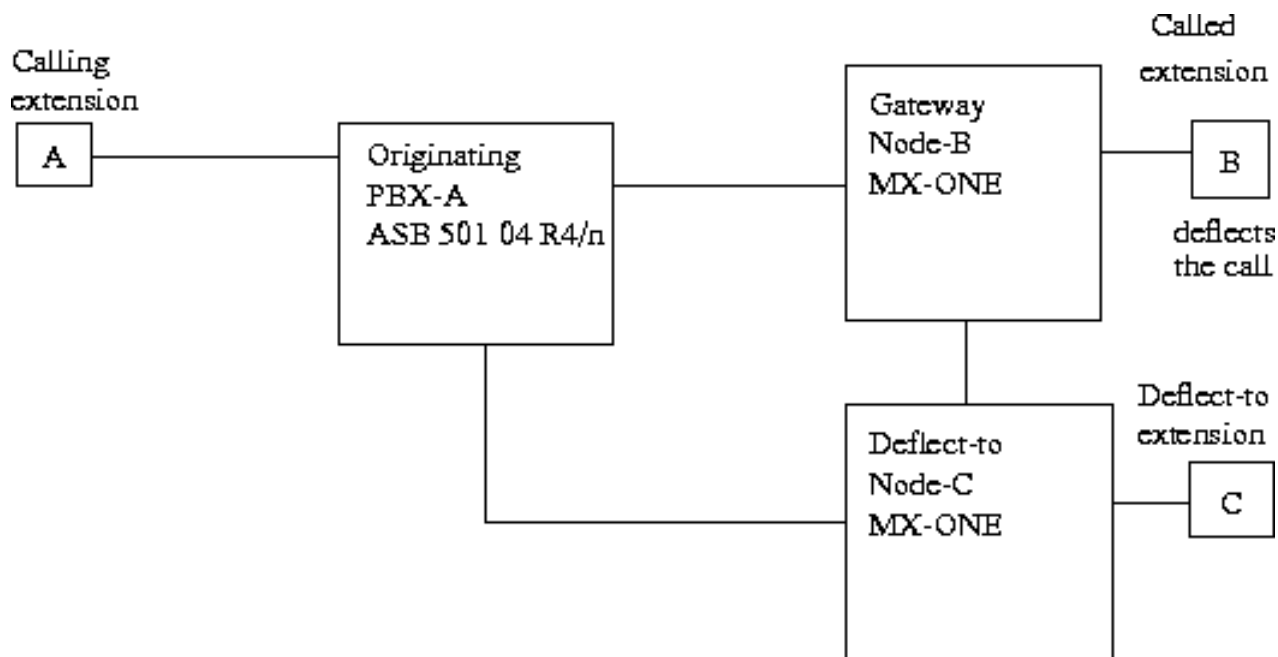 Calling
extension
A
Originating
PBX-A
ASB 501 04 R4/n
Gateway
Node-B
MX-ONE
Called
extension
B
deflects
the call
Deflect-to
Node-C
MX-ONE
Deflect-to
extension
C